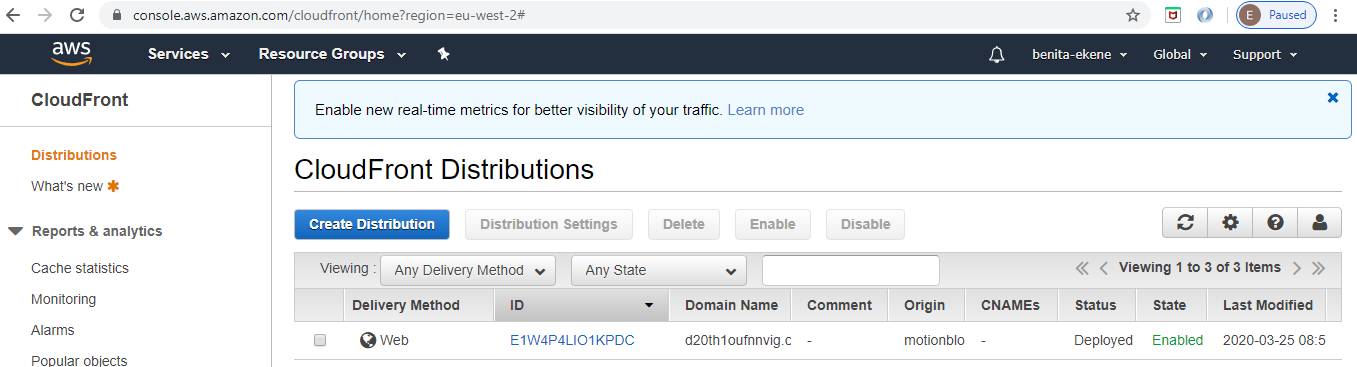 console.aws.amazon.com/cloudfront/home?region=eu-west-2#
E Paused
aws Services Resource Groups benita-ekene Global Support
CloudFront
Enable new real-time metrics for better visibility of your traffic. Learn more
Distributions
What's new
CloudFront Distributions
Reports & analytics
Create Distribution Distribution Settings Delete Enable Disable
Cache statistics
Viewing : Any Delivery Method Any State Viewing 1 to 3 of 3 Items
Monitoring
Delivery Method ID Domain Name Comment Origin CNAMEs Status State Last Modified
Alarms
Web E1W4P4LIO1KPDC d20th1oufnnvig.c - motionblo - Deployed Enabled 2020-03-25 08:5
Popular objects